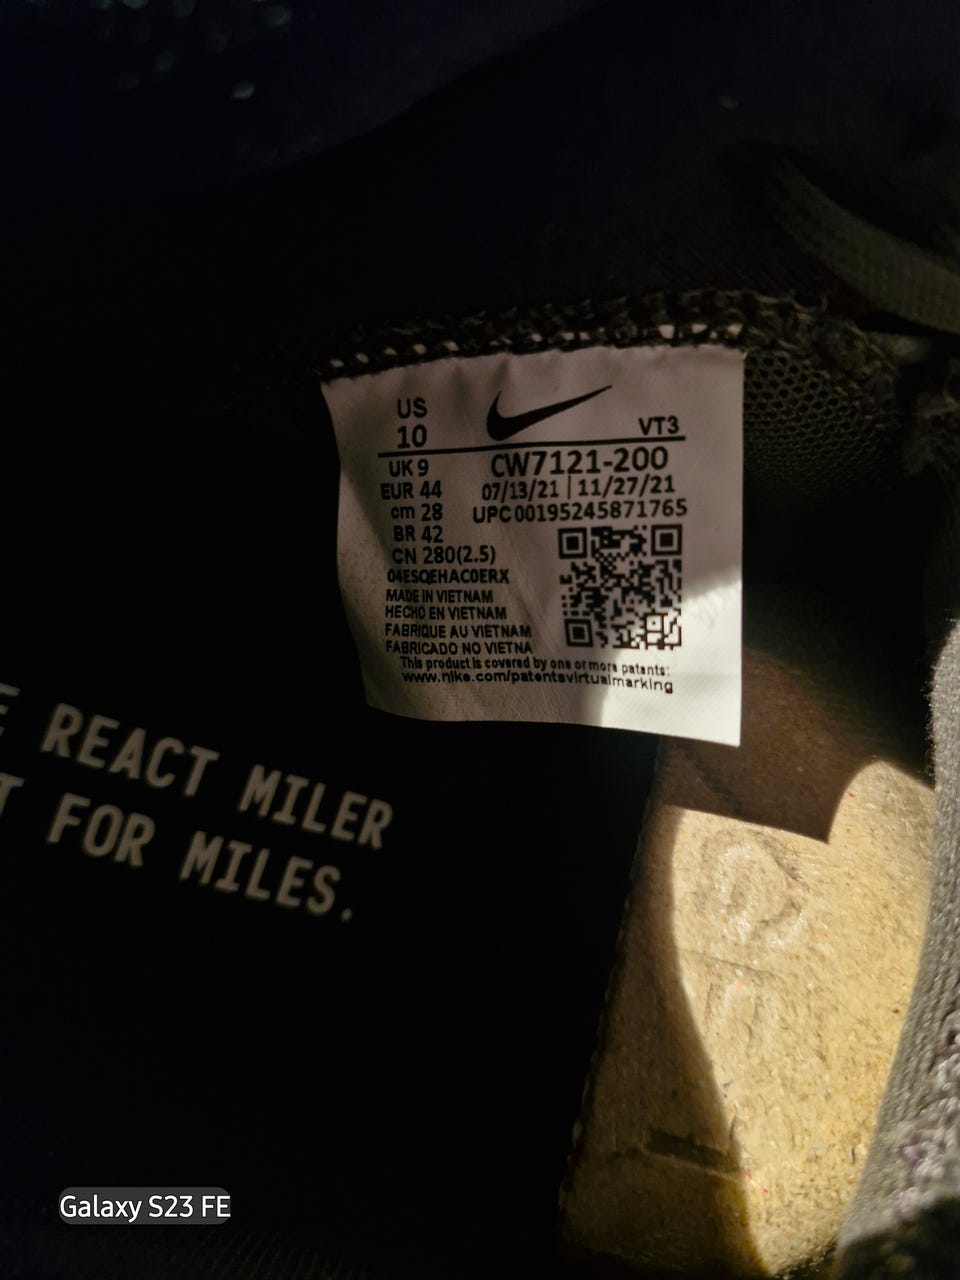 US
10
VT3
UK 9
CW7121-200
EUR 44
07/13/21 | 11/27/21
cm 28
UPC 00195245871765
BR 42
CN 280(2.5)
04ESQEHAC0ERX
MADE IN VIETNAM
HECHO EN VIETNAM
FABRIQUE AU VIETNAM
FABRICADO NO VIETNA
This product is covered by one or more patents:
www.nike.com/patentsvirtualmarking
E REACT MILER
T FOR MILES.
Galaxy S23 FE